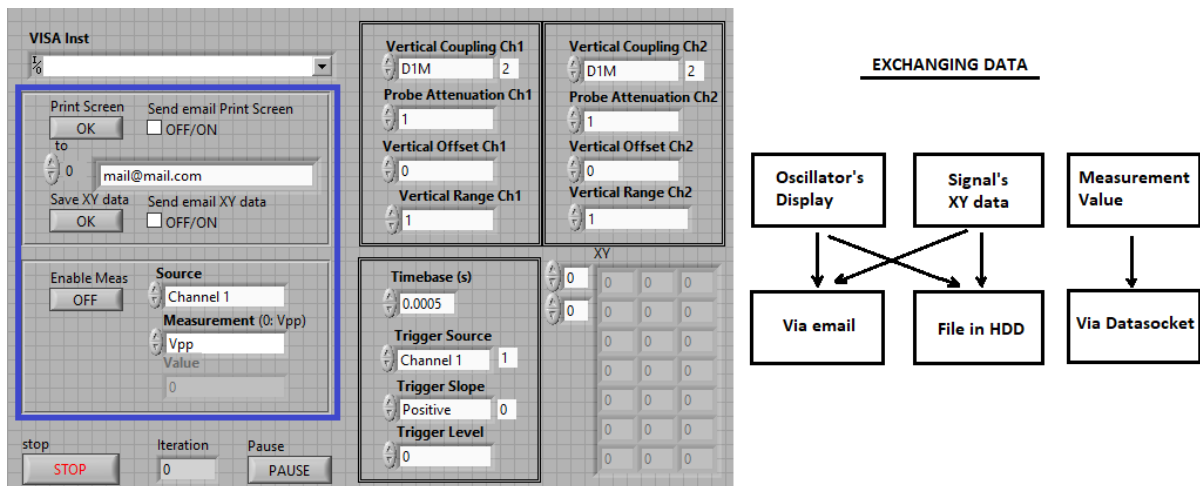 VISA Inst
I/O
Print Screen
Send email Print Screen
OK
OFF/ON
to
0
mail@mail.com
Save XY data
Send email XY data
OK
OFF/ON
Enable Meas
OFF
Source
Channel 1
Measurement (0: Vpp)
Vpp
Value
0
stop
STOP
Iteration
0
Pause
PAUSE
Vertical Coupling Ch1
D1M 2
Probe Attenuation Ch1
1
Vertical Offset Ch1
0
Vertical Range Ch1
1
Vertical Coupling Ch2
D1M 2
Probe Attenuation Ch2
1
Vertical Offset Ch2
0
Vertical Range Ch2
1
Timebase (s)
0.0005
Trigger Source
Channel 1 1
Trigger Slope
Positive 0
Trigger Level
0
XY
0
0
0 0 0
0 0 0
0 0 0
0 0 0
0 0 0
0 0 0
0 0 0
EXCHANGING DATA
Oscillator's
Display
Signal's
XY data
Measurement
Value
Via email
File in HDD
Via Datasocket